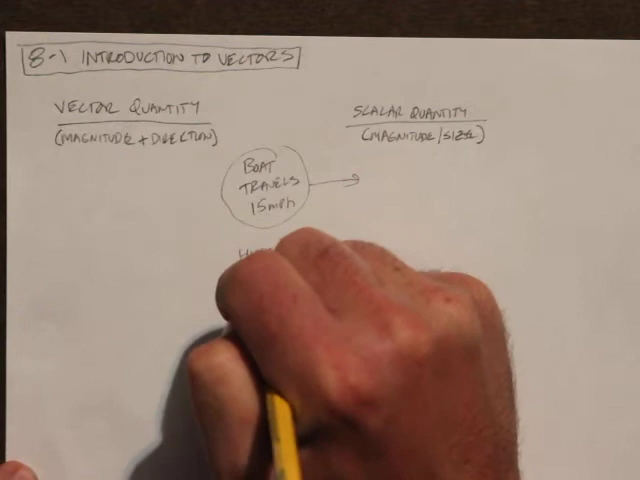 8-1 INTRODUCTION TO VECTORS
VECTOR QUANTITY
(MAGNITUDE + DIRECTION)
SCALAR QUANTITY
(MAGNITUDE/SIZE)
BOAT
TRAVELS
15mph